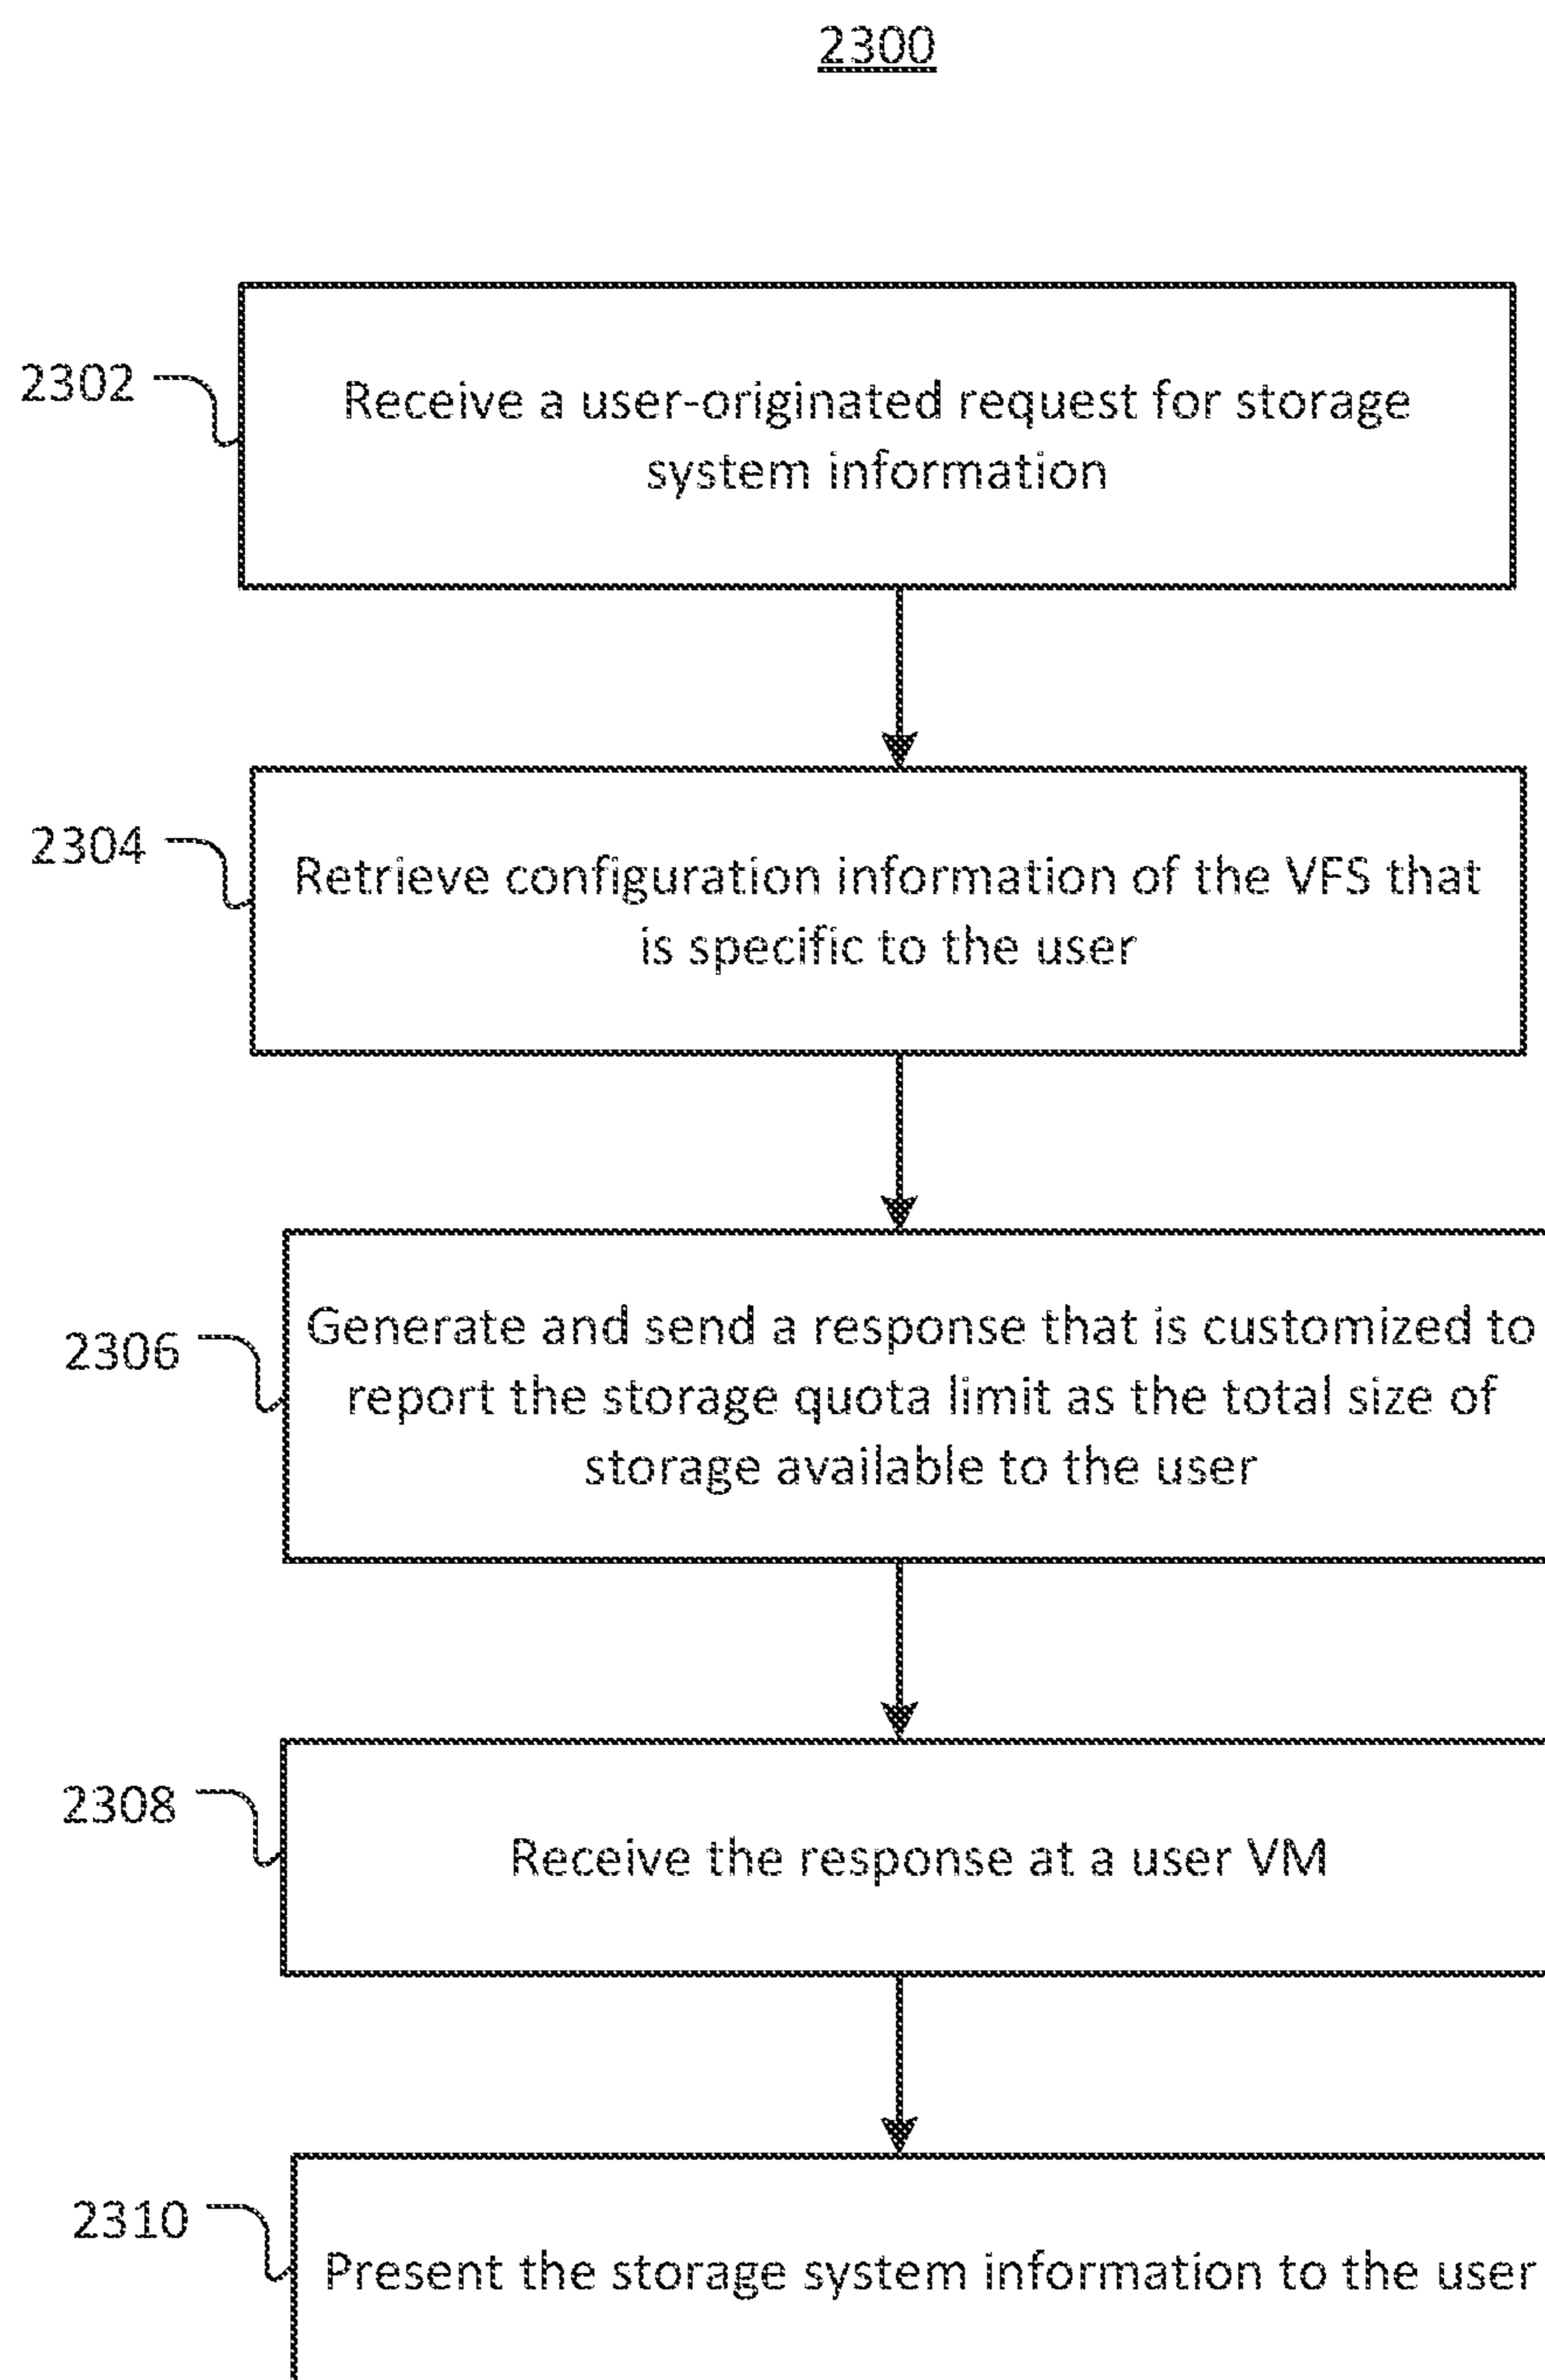 2300
2302
Receive a user-originated request for storage
system information
2304
Retrieve configuration information of the VFS that
is specific to the user
2306
Generate and send a response that is customized to
report the storage quota limit as the total size of
storage available to the user
2308
Receive the response at a user VM
2310
Present the storage system information to the user